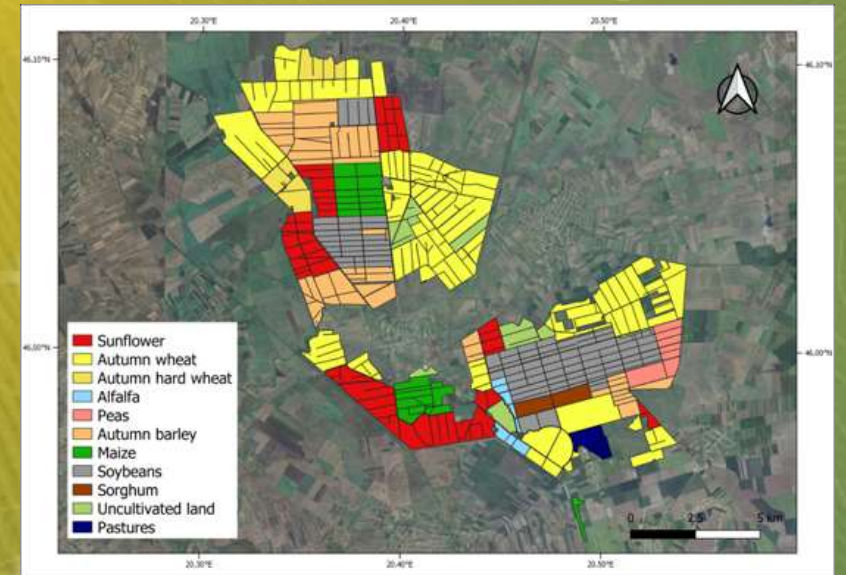 20.30°E 20.40°E 20.50°E
46.10°N 46.10°N
46.00°N 46.00°N
Sunflower
Autumn wheat
Autumn hard wheat
Alfalfa
Peas
Autumn barley
Maize
Soybeans
Sorghum
Uncultivated land
Pastures
0 2.5 5 km
20.30°E 20.40°E 20.50°E